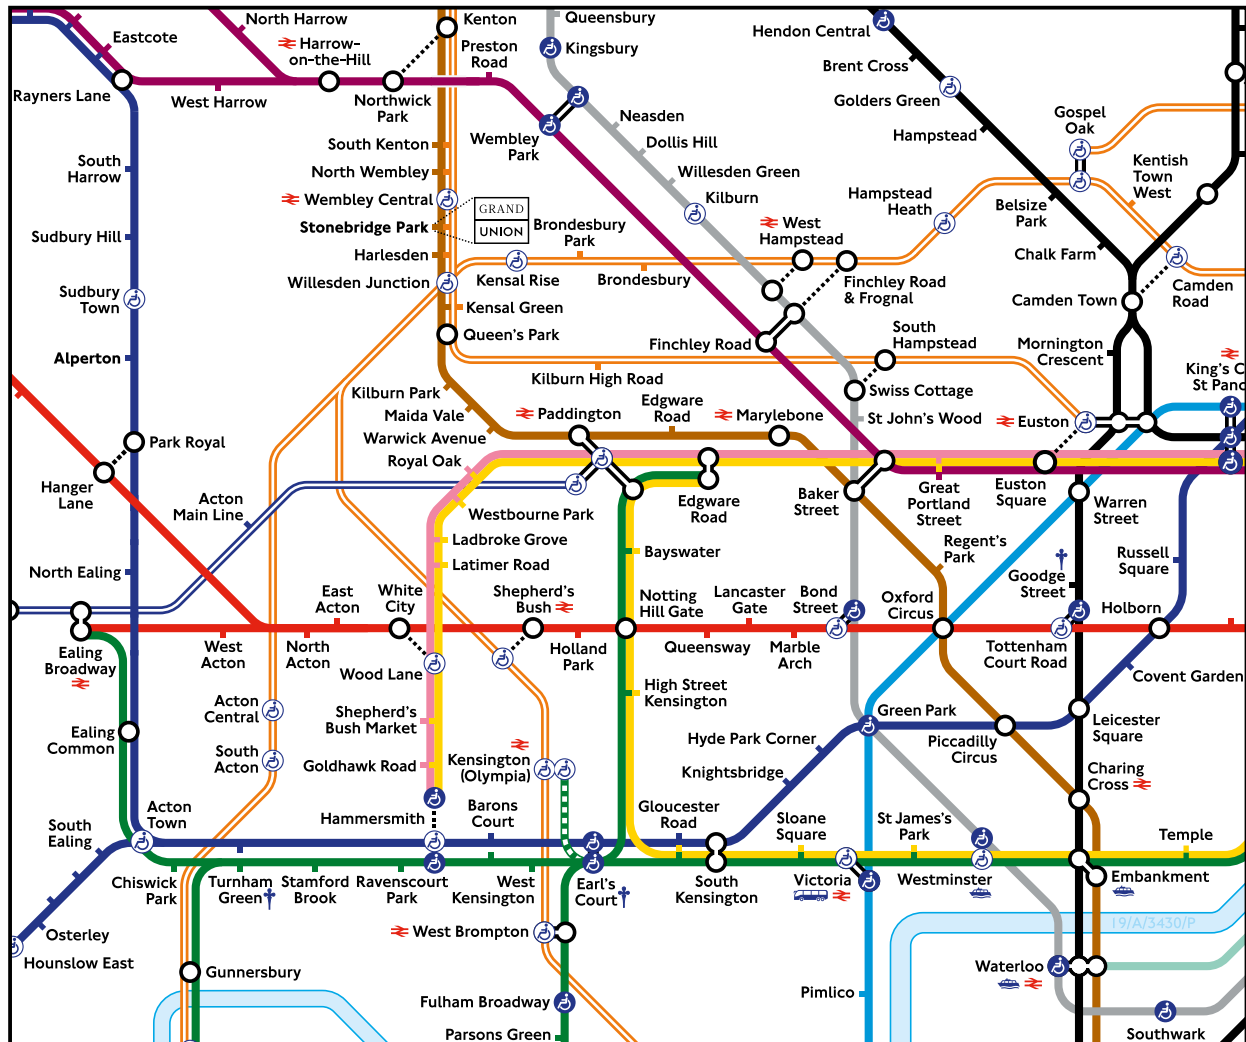 Eastcote
North Harrow
Harrow-
on-the-Hill
Kenton
Preston
Road
Queensbury
Kingsbury
Hendon Central
Brent Cross
Golders Green
Hampstead
Gospel
Oak
Kentish
Town
West
Rayners Lane
West Harrow
Northwick
Park
Wembley
Park
Neasden
Dollis Hill
Willesden Green
Kilburn
South
Harrow
South Kenton
North Wembley
Wembley Central
Stonebridge Park
GRAND
UNION
Harlesden
Willesden Junction
Kensal Green
Queen's Park
Brondesbury
Park
Kensal Rise
Brondesbury
West
Hampstead
Hampstead
Heath
Belsize
Park
Chalk Farm
Camden Town
Camden
Road
Finchley Road
& Frognal
Finchley Road
South
Hampstead
Mornington
Crescent
King's C
St Panc
Sudbury Hill
Sudbury
Town
Alperton
Kilburn High Road
Swiss Cottage
St John's Wood
Euston
Kilburn Park
Maida Vale
Warwick Avenue
Royal Oak
Paddington
Edgware
Road
Marylebone
Park Royal
Hanger
Lane
Acton
Main Line
Westbourne Park
Ladbroke Grove
Latimer Road
Edgware
Road
Baker
Street
Great
Portland
Street
Euston
Square
Warren
Street
Bayswater
Regent's
Park
Goodge
Street
Russell
Square
North Ealing
East
Acton
White
City
Shepherd's
Bush
Notting
Hill Gate
Lancaster
Gate
Bond
Street
Oxford
Circus
Holborn
Ealing
Broadway
West
Acton
North
Acton
Wood Lane
Holland
Park
Queensway
Marble
Arch
Tottenham
Court Road
Covent Garden
Acton
Central
South
Acton
Shepherd's
Bush Market
Goldhawk Road
Kensington
(Olympia)
High Street
Kensington
Hyde Park Corner
Knightsbridge
Green Park
Piccadilly
Circus
Leicester
Square
Charing
Cross
Ealing
Common
Acton
Town
South
Ealing
Hammersmith
Barons
Court
Gloucester
Road
Sloane
Square
St James's
Park
Temple
Chiswick
Park
Turnham
Green
Stamford
Brook
Ravenscourt
Park
West
Kensington
Earl's
Court
South
Kensington
Victoria
Westminster
Embankment
19/A/3430/P
Osterley
Hounslow East
West Brompton
Gunnersbury
Waterloo
Fulham Broadway
Pimlico
Parsons Green
Southwark